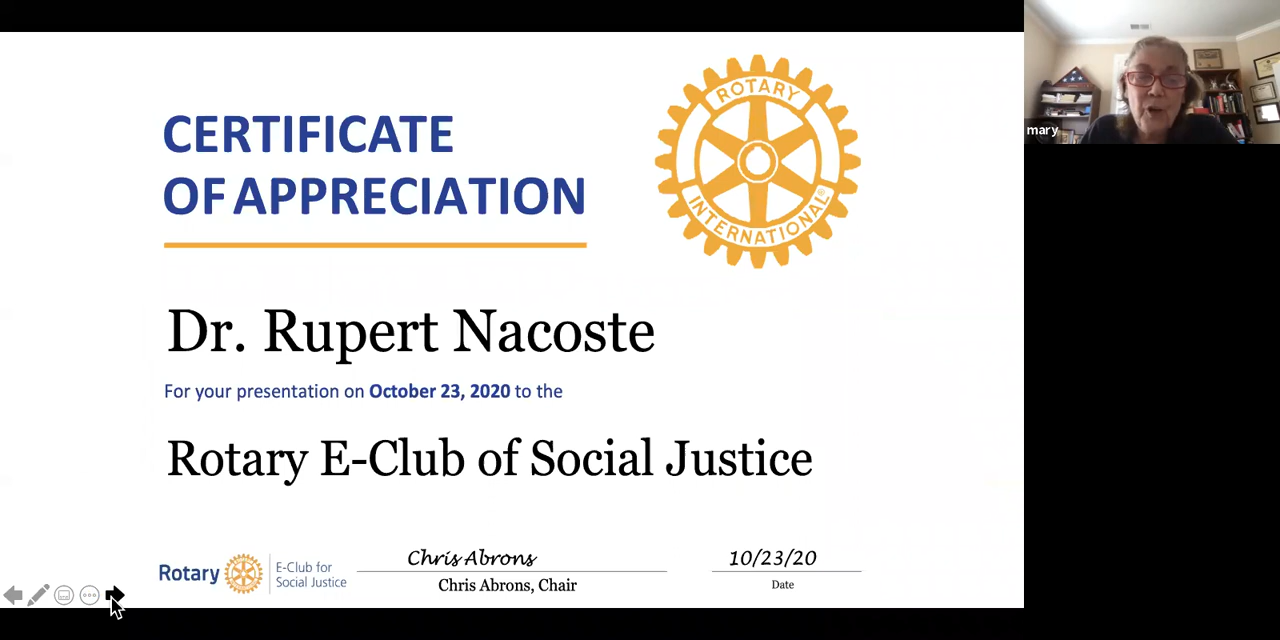 CERTIFICATE
OF APPRECIATION
ROTARY
INTERNATIONAL
Dr. Rupert Nacoste
For your presentation on October 23, 2020 to the
Rotary E-Club of Social Justice
Rotary
E-Club for
Social Justice
Chris Abrons
Chris Abrons, Chair
10/23/20
Date
mary